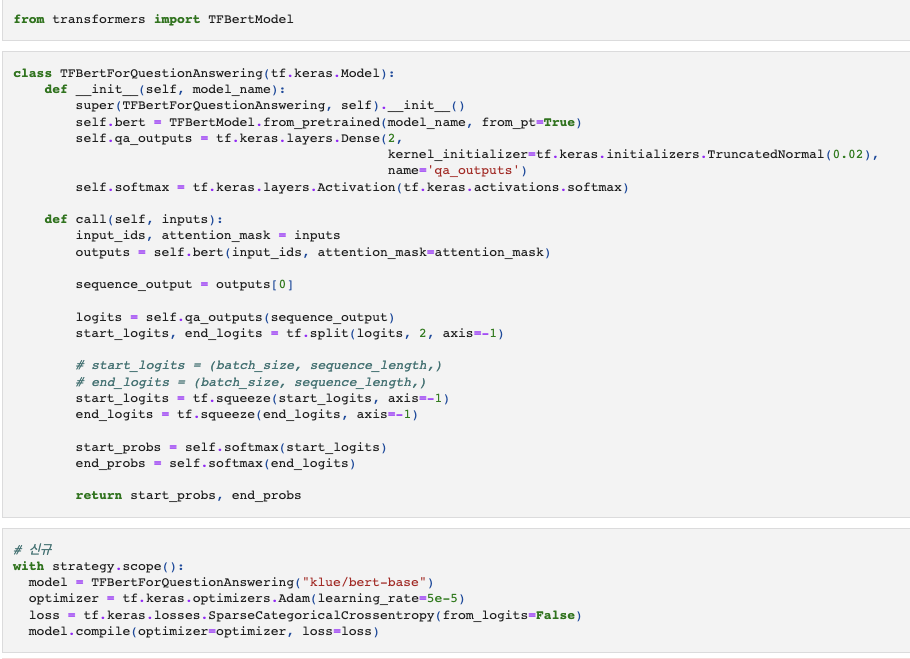 from transformers import TFBertModel
class TFBertForQuestionAnswering(tf.keras.Model):
    def __init__(self, model_name):
        super(TFBertForQuestionAnswering, self).__init__()
        self.bert = TFBertModel.from_pretrained(model_name, from_pt=True)
        self.qa_outputs = tf.keras.layers.Dense(2,
                                                kernel_initializer=tf.keras.initializers.TruncatedNormal(0.02),
                                                name='qa_outputs')
        self.softmax = tf.keras.layers.Activation(tf.keras.activations.softmax)
    def call(self, inputs):
        input_ids, attention_mask = inputs
        outputs = self.bert(input_ids, attention_mask=attention_mask)
        sequence_output = outputs[0]
        logits = self.qa_outputs(sequence_output)
        start_logits, end_logits = tf.split(logits, 2, axis=-1)
        # start_logits = (batch_size, sequence_length,)
        # end_logits = (batch_size, sequence_length,)
        start_logits = tf.squeeze(start_logits, axis=-1)
        end_logits = tf.squeeze(end_logits, axis=-1)
        start_probs = self.softmax(start_logits)
        end_probs = self.softmax(end_logits)
        return start_probs, end_probs
# 신규
with strategy.scope():
  model = TFBertForQuestionAnswering("klue/bert-base")
  optimizer = tf.keras.optimizers.Adam(learning_rate=5e-5)
  loss = tf.keras.losses.SparseCategoricalCrossentropy(from_logits=False)
  model.compile(optimizer=optimizer, loss=loss)